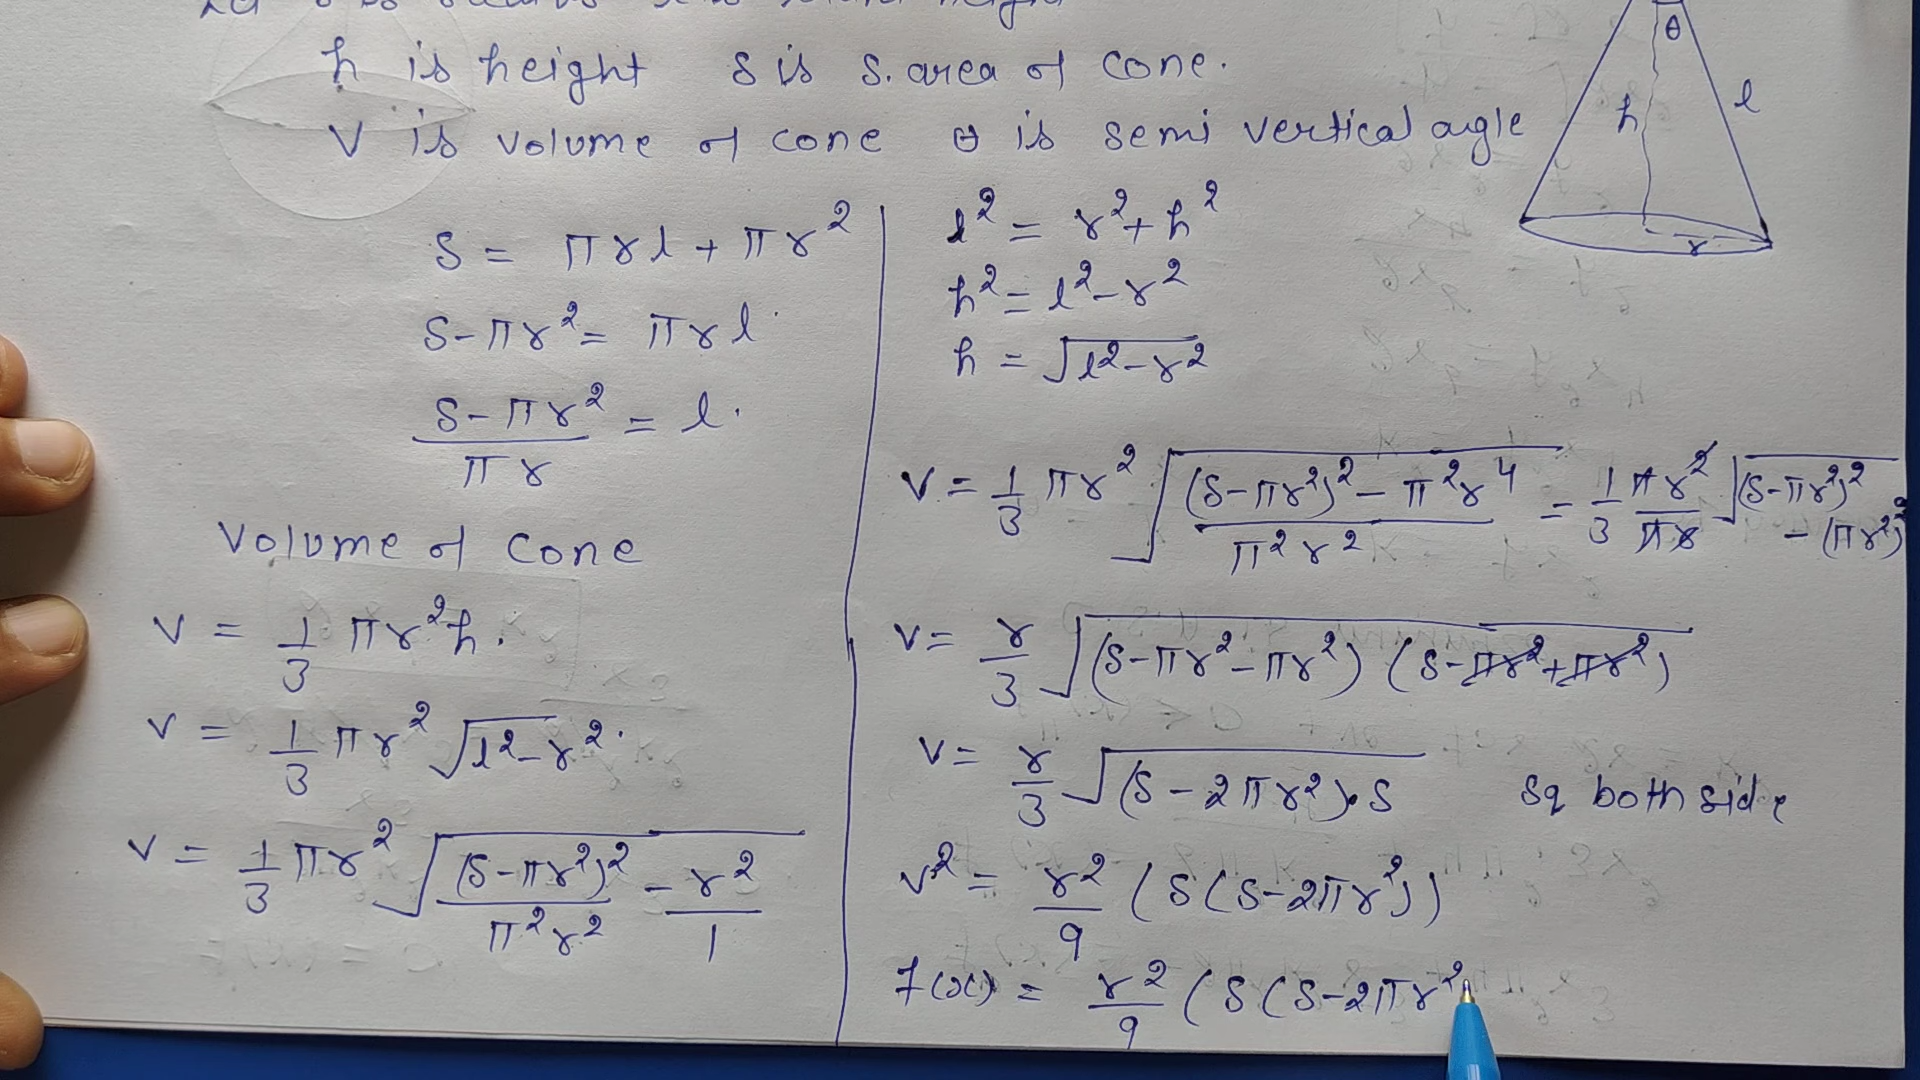 h is height S is S. area of cone.
V is volume of cone θ is semi vertical angle
S = πrl + πr²
S - πr² = πrl
(S - πr²)/πr = l.
Volume of cone
V = 1/3 πr²h.
V = 1/3 πr² √(l² - r²).
V = 1/3 πr² √((S - πr²)²/π²r² - r²/1)
l² = r² + h²
h² = l² - r²
h = √(l² - r²)
V = 1/3 πr² √(((S - πr²)² - π²r⁴)/π²r²) = 1/3 πr²/πr √((S - πr²)² - (πr²)²)
V = r/3 √((S - πr² - πr²) (S - πr² + πr²))
V = r/3 √((S - 2πr²).S) Sq both side
V² = r²/9 (S(S - 2πr²))
f(x) = r²/9 (S(S - 2πr²
θ
h
l
r